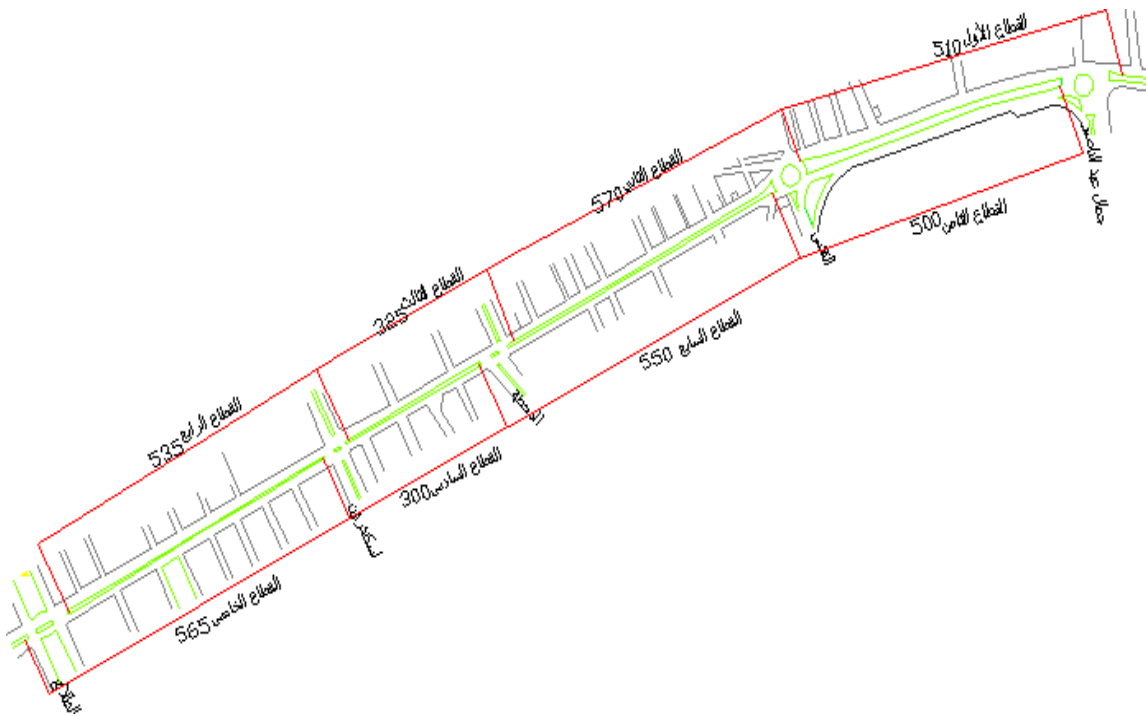 القطاع الأول 510
القطاع الثاني 570
القطاع الثالث 325
القطاع الرابع 535
القطاع الثامن 500
القطاع السابع 550
القطاع السادس 300
القطاع الخامس 565
جمال عبد الناصر